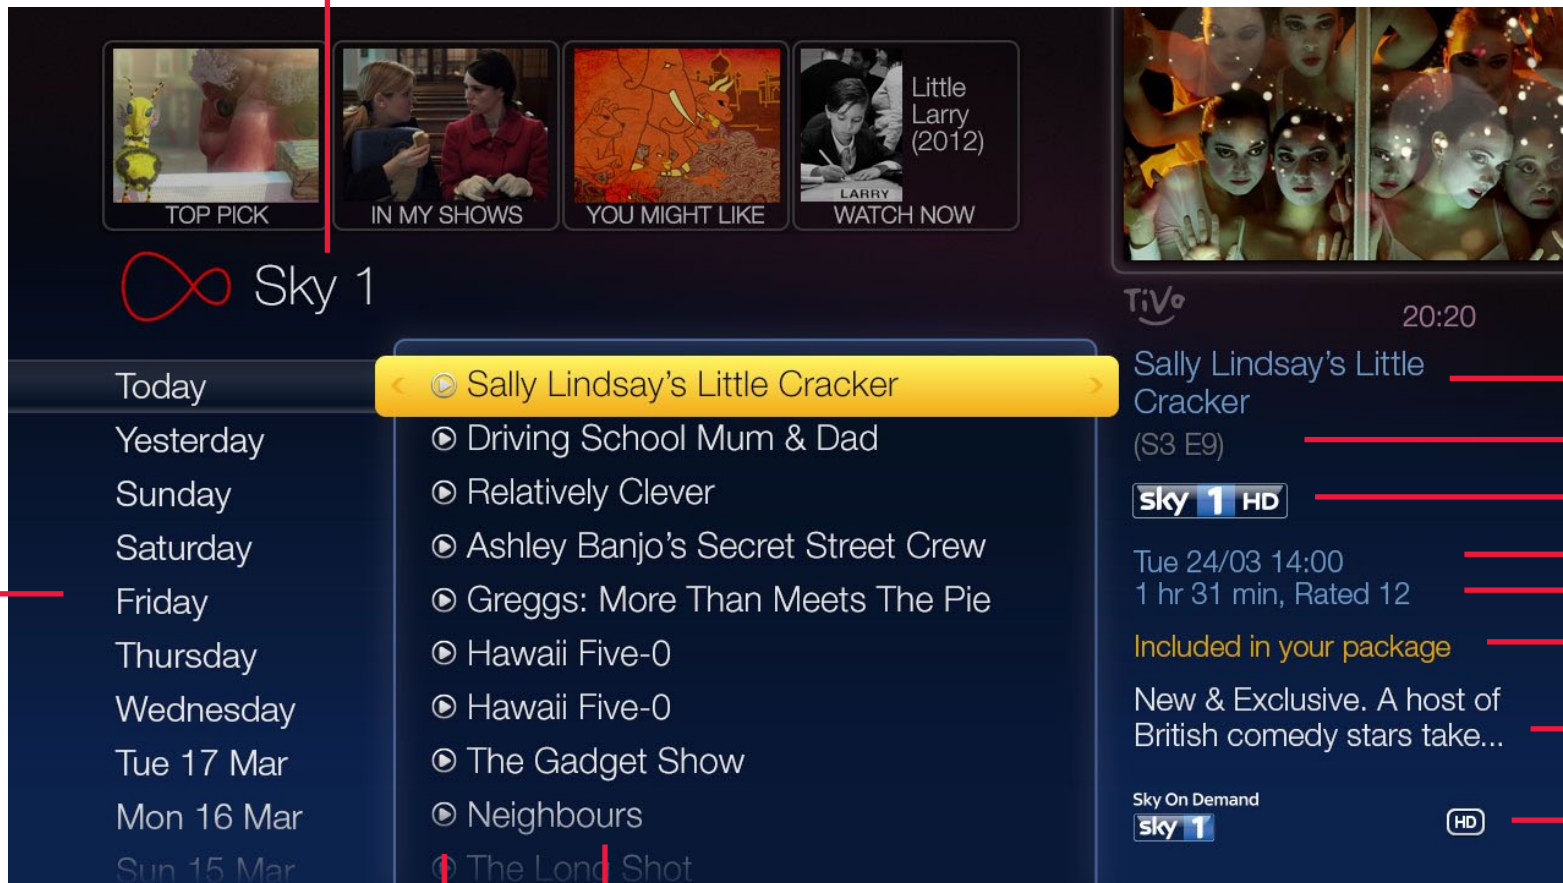 Little
Larry
(2012)
LARRY
TOP PICK
IN MY SHOWS
YOU MIGHT LIKE
WATCH NOW
Sky 1
TiVo
20:20
Today
Yesterday
Sunday
Saturday
Friday
Thursday
Wednesday
Tue 17 Mar
Mon 16 Mar
Sun 15 Mar
Sally Lindsay’s Little Cracker
Driving School Mum & Dad
Relatively Clever
Ashley Banjo’s Secret Street Crew
Greggs: More Than Meets The Pie
Hawaii Five-0
Hawaii Five-0
The Gadget Show
Neighbours
The Long Shot
Sally Lindsay’s Little
Cracker
(S3 E9)
sky 1 HD
Tue 24/03 14:00
1 hr 31 min, Rated 12
Included in your package
New & Exclusive. A host of
British comedy stars take...
Sky On Demand
sky 1
HD